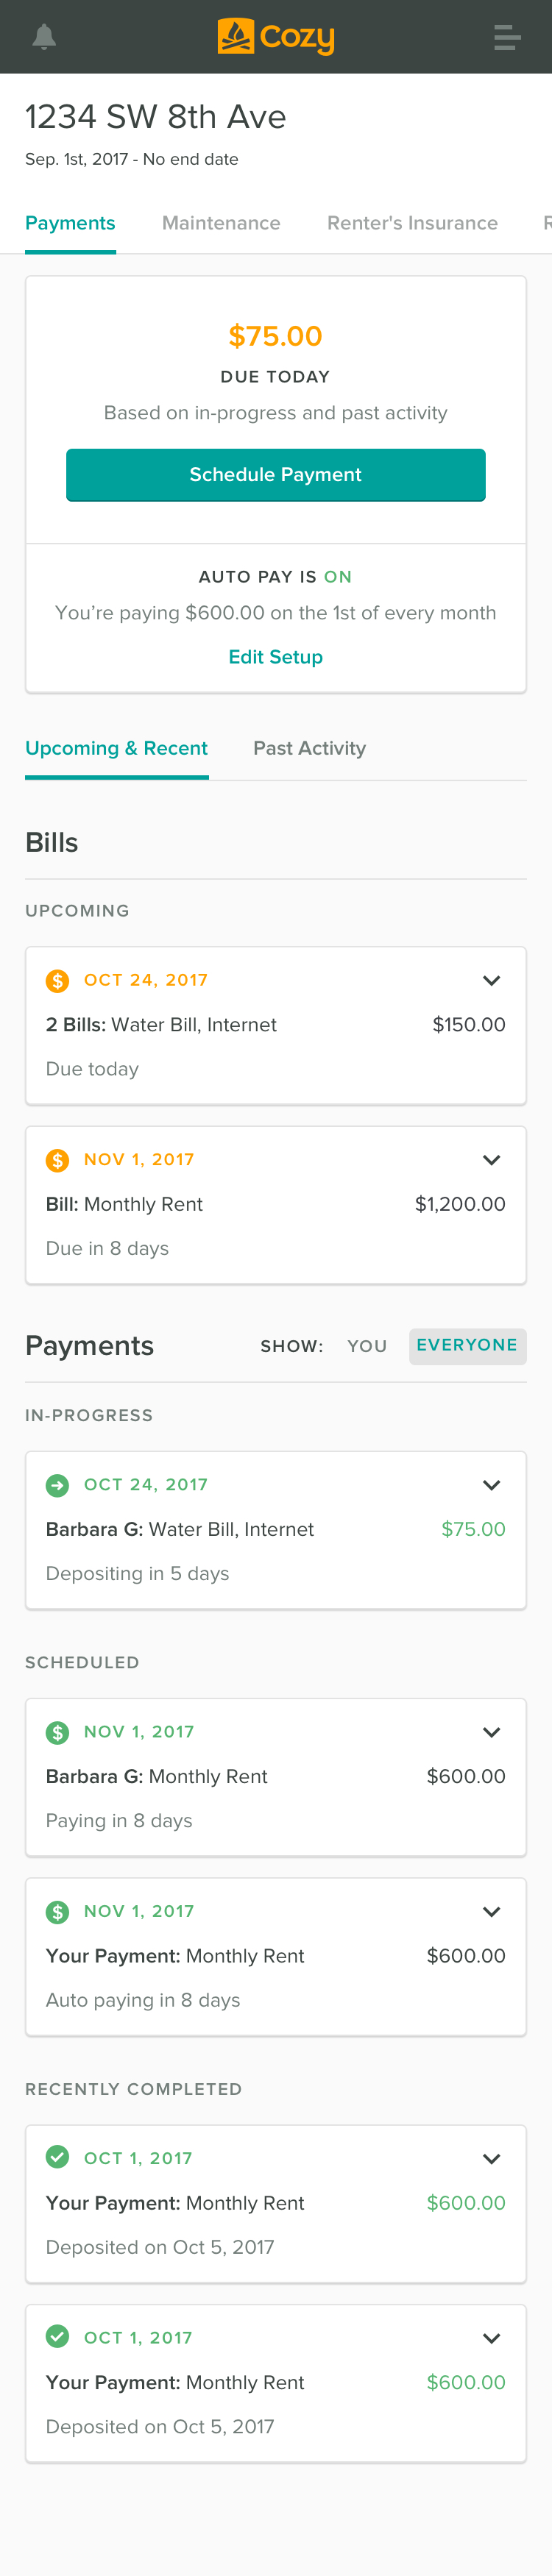 Cozy
1234 SW 8th Ave
Sep. 1st, 2017 - No end date
Payments Maintenance Renter's Insurance R
$75.00
DUE TODAY
Based on in-progress and past activity
Schedule Payment
AUTO PAY IS ON
You’re paying $600.00 on the 1st of every month
Edit Setup
Upcoming & Recent Past Activity
Bills
UPCOMING
$ OCT 24, 2017
2 Bills: Water Bill, Internet $150.00
Due today
$ NOV 1, 2017
Bill: Monthly Rent $1,200.00
Due in 8 days
Payments SHOW: YOU EVERYONE
IN-PROGRESS
OCT 24, 2017
Barbara G: Water Bill, Internet $75.00
Depositing in 5 days
SCHEDULED
$ NOV 1, 2017
Barbara G: Monthly Rent $600.00
Paying in 8 days
$ NOV 1, 2017
Your Payment: Monthly Rent $600.00
Auto paying in 8 days
RECENTLY COMPLETED
OCT 1, 2017
Your Payment: Monthly Rent $600.00
Deposited on Oct 5, 2017
OCT 1, 2017
Your Payment: Monthly Rent $600.00
Deposited on Oct 5, 2017